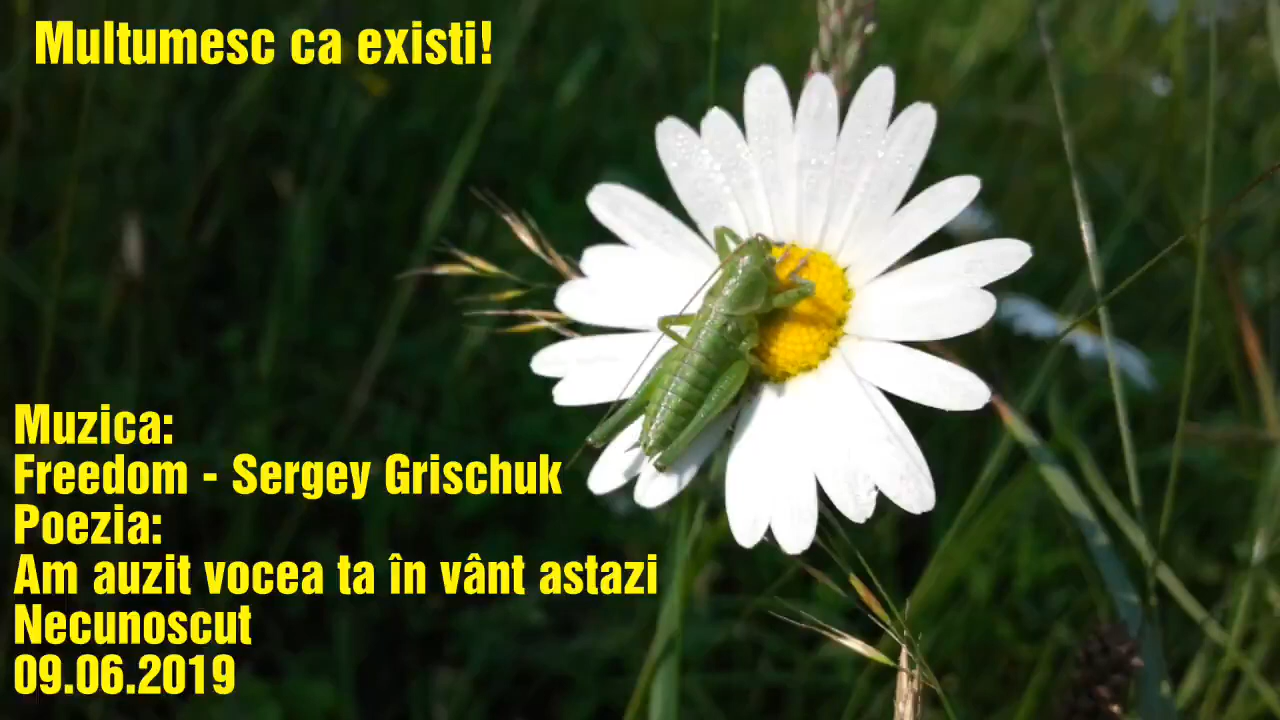 Multumesc ca existi!
Muzica:
Freedom - Sergey Grischuk
Poezia:
Am auzit vocea ta în vânt astazi
Necunoscut
09.06.2019